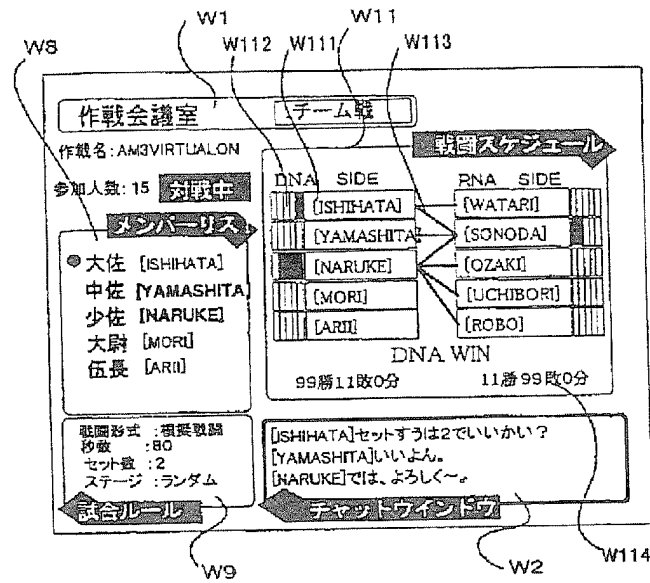 W1
W11
W8
W112
W111
W113
作戦会議室
チーム戦
作戦名:AM3VIRTUALON
戦闘スケジュール
参加人数:15
対戦中
DNA SIDE
RNA SIDE
メンバーリスト
[ISHIHATA]
[WATARI]
[YAMASHITA]
[SONODA]
[NARUKE]
[OZAKI]
[MORI]
[UCHIBORI]
[ARII]
[ROBO]
大佐 [ISHIHATA]
中佐 [YAMASHITA]
少佐 [NARUKE]
大尉 [MORI]
伍長 [ARII]
DNA WIN
99勝11敗0分
11勝99敗0分
戦闘形式:模擬戦闘
秒数:80
セット数:2
ステージ:ランダム
試合ルール
[ISHIHATA]セットすうは2でいいかい?
[YAMASHITA]いいよん。
[NARUKE]では、よろしく~。
チャットウインドウ
W9
W2
W114